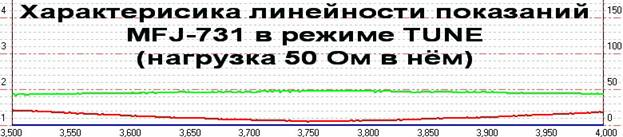 Характерисика линейности показаний
MFJ-731 в режиме TUNE
(нагрузка 50 Ом в нём)
4 150
3 100
2 50
1 0
3,500 3,550 3,600 3,650 3,700 3,750 3,800 3,850 3,900 3,950 4,000